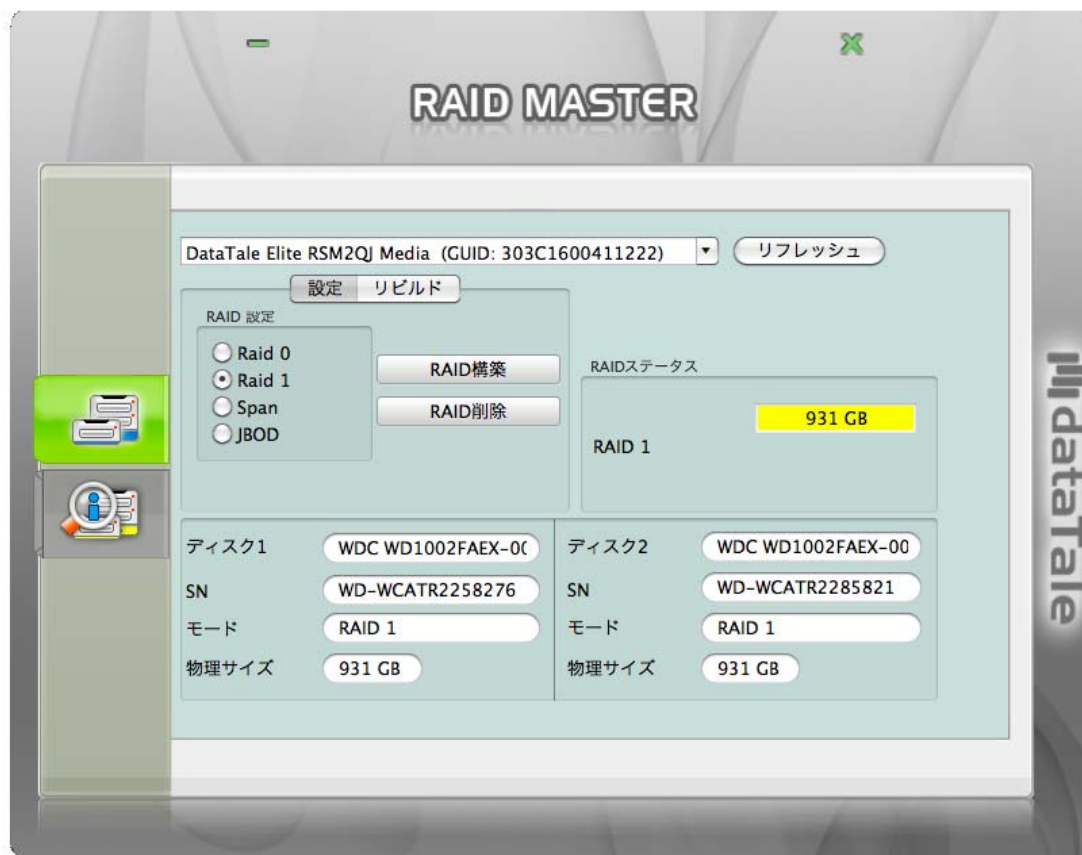 RAID MASTER
DataTale Elite RSM2QJ Media (GUID: 303C1600411222)
リフレッシュ
設定 リビルド
RAID 設定
Raid 0
Raid 1
Span
JBOD
RAID構築
RAID削除
RAIDステータス
931 GB
RAID 1
ディスク1 WDC WD1002FAEX-00
SN WD-WCATR2258276
モード RAID 1
物理サイズ 931 GB
ディスク2 WDC WD1002FAEX-00
SN WD-WCATR2285821
モード RAID 1
物理サイズ 931 GB
dataTale